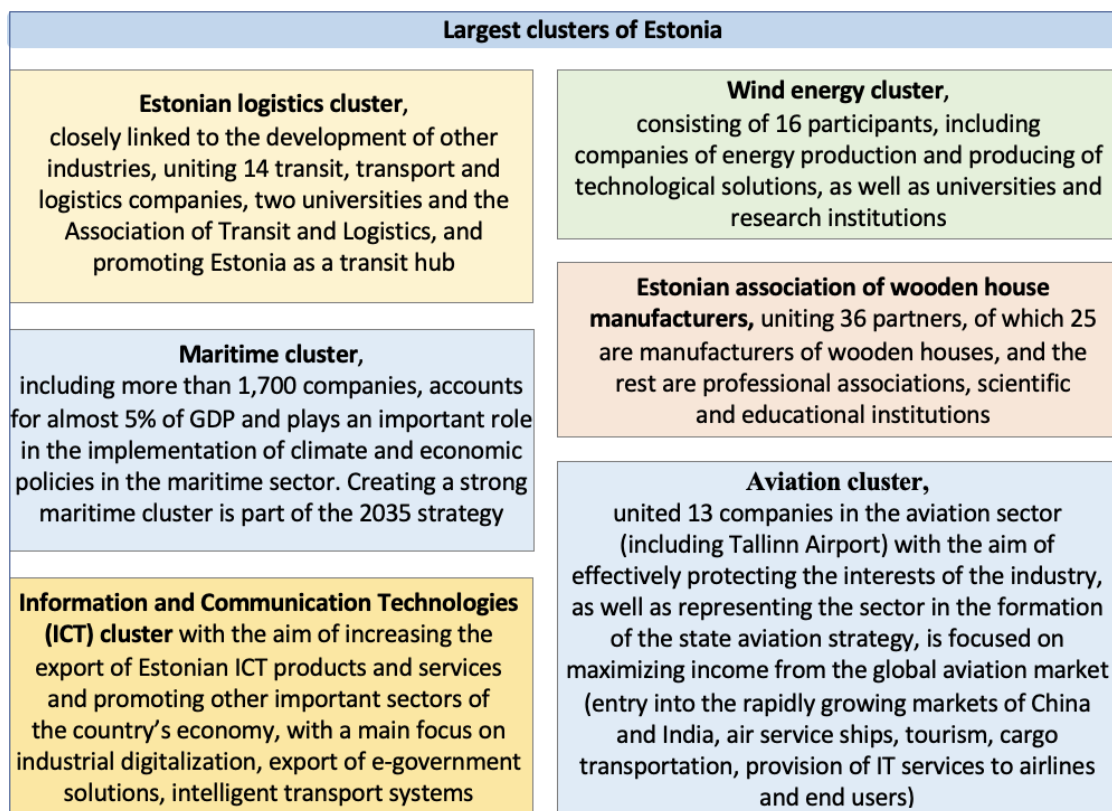 Largest clusters of Estonia
Estonian logistics cluster,
closely linked to the development of other
industries, uniting 14 transit, transport and
logistics companies, two universities and the
Association of Transit and Logistics, and
promoting Estonia as a transit hub
Maritime cluster,
including more than 1,700 companies, accounts
for almost 5% of GDP and plays an important role
in the implementation of climate and economic
policies in the maritime sector. Creating a strong
maritime cluster is part of the 2035 strategy
Information and Communication Technologies
(ICT) cluster with the aim of increasing the
export of Estonian ICT products and services
and promoting other important sectors of
the country’s economy, with a main focus on
industrial digitalization, export of e-government
solutions, intelligent transport systems
Wind energy cluster,
consisting of 16 participants, including
companies of energy production and producing of
technological solutions, as well as universities and
research institutions
Estonian association of wooden house
manufacturers, uniting 36 partners, of which 25
are manufacturers of wooden houses, and the
rest are professional associations, scientific
and educational institutions
Aviation cluster,
united 13 companies in the aviation sector
(including Tallinn Airport) with the aim of
effectively protecting the interests of the industry,
as well as representing the sector in the formation
of the state aviation strategy, is focused on
maximizing income from the global aviation market
(entry into the rapidly growing markets of China
and India, air service ships, tourism, cargo
transportation, provision of IT services to airlines
and end users)